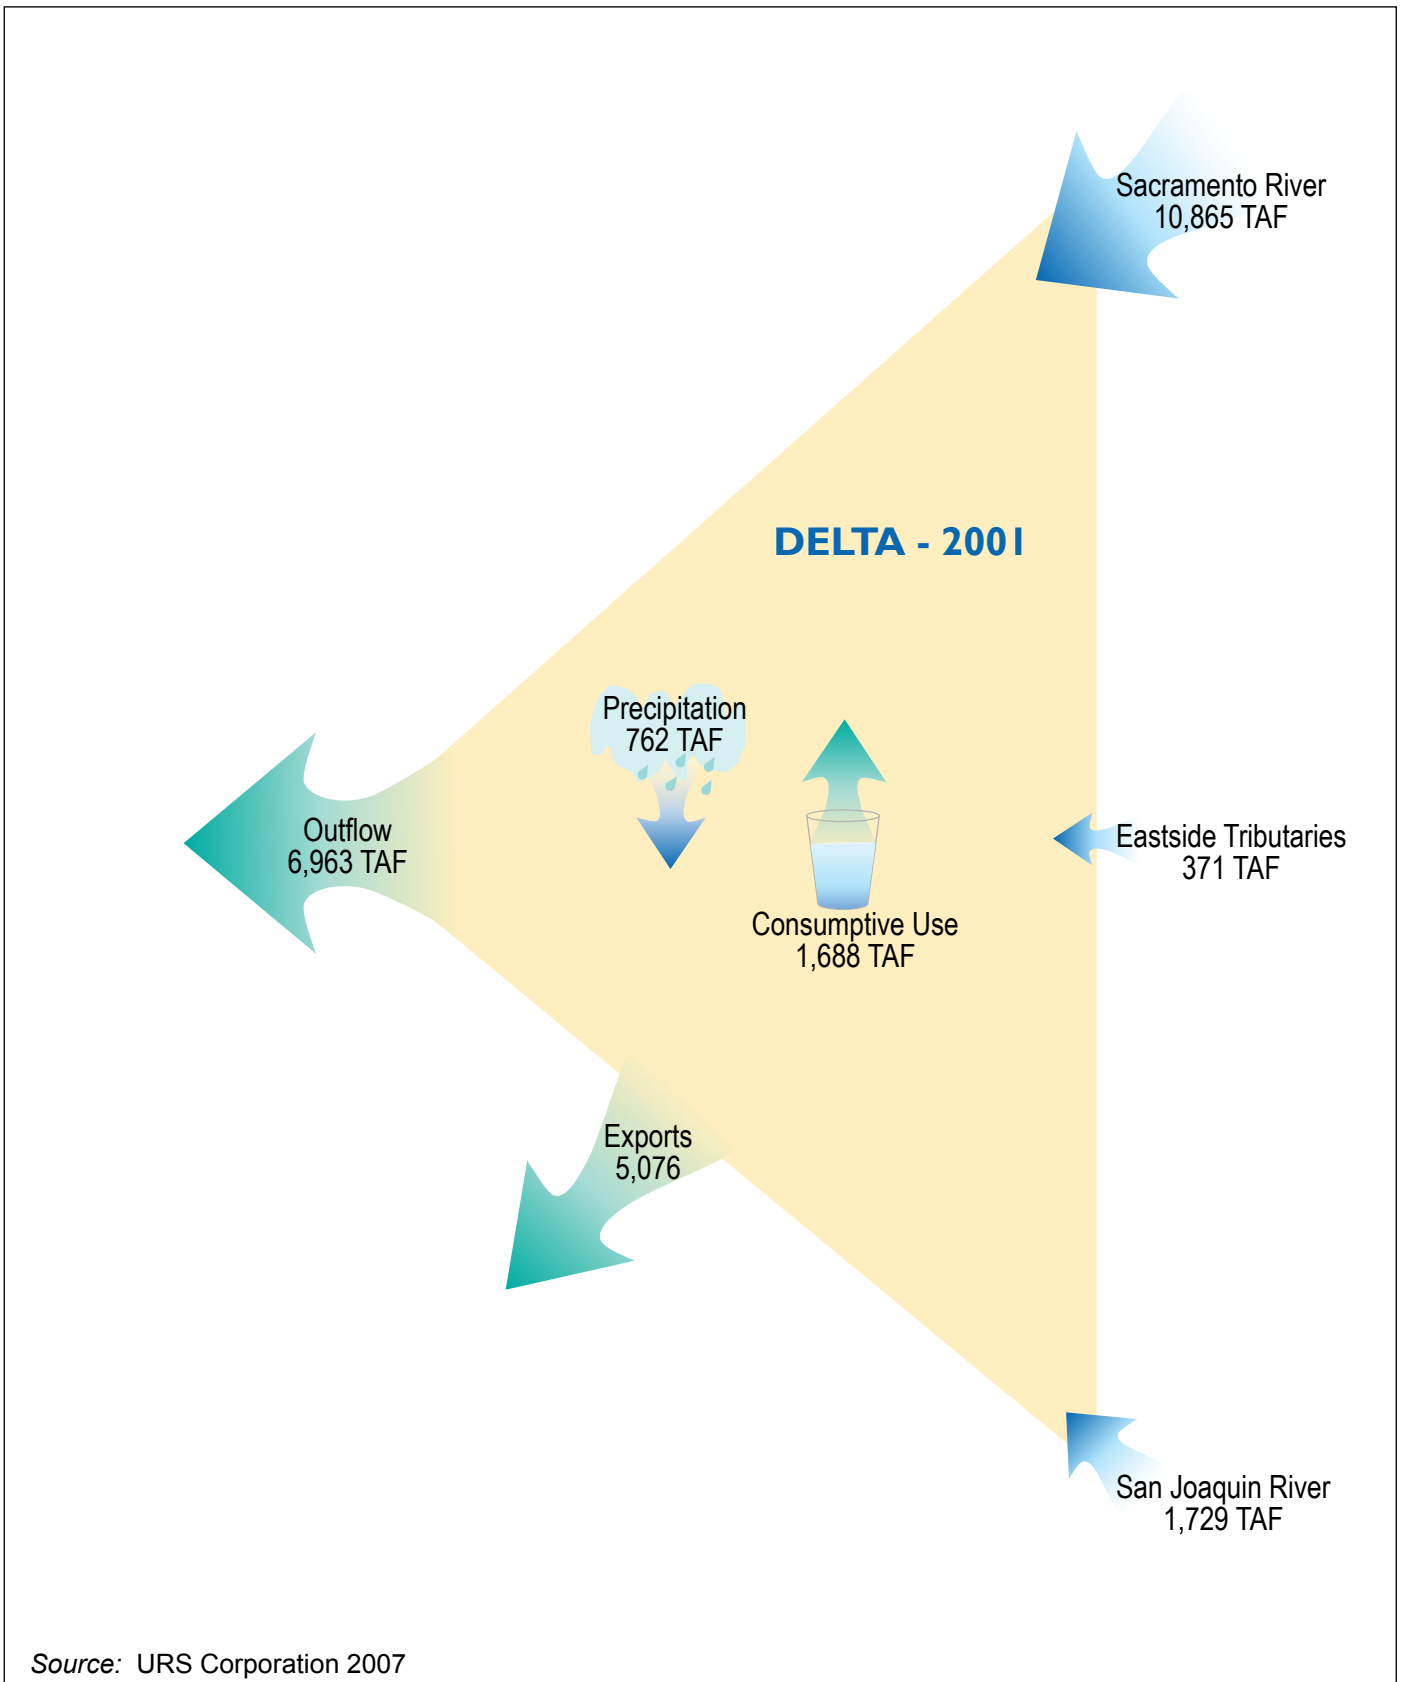 Sacramento River
10,865 TAF
DELTA - 2001
Precipitation
762 TAF
Outflow
6,963 TAF
Eastside Tributaries
371 TAF
Consumptive Use
1,688 TAF
Exports
5,076
San Joaquin River
1,729 TAF
Source: URS Corporation 2007